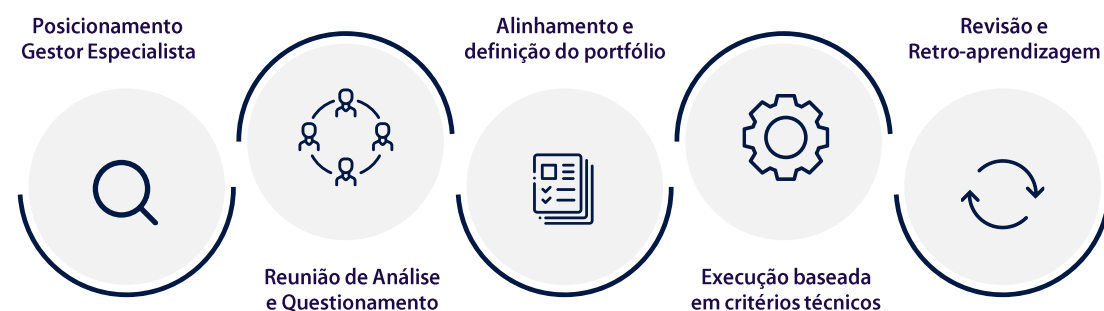 Posicionamento
Gestor Especialista
Reunião de Análise
e Questionamento
Alinhamento e
definição do portfólio
Execução baseada
em critérios técnicos
Revisão e
Retro-aprendizagem